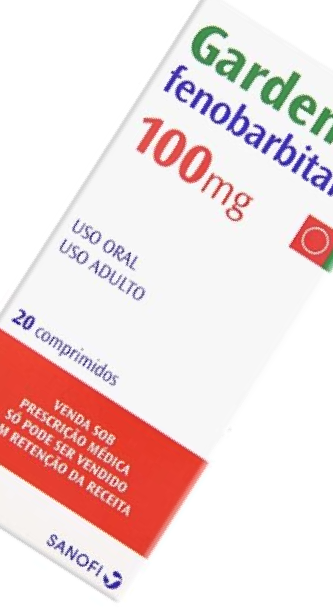 Garden
fenobarbital
100mg
USO ORAL
USO ADULTO
20 comprimidos
VENDA SOB
PRESCRIÇÃO MÉDICA
SÓ PODE SER VENDIDO
M RETENÇÃO DA RECEITA
SANOFI